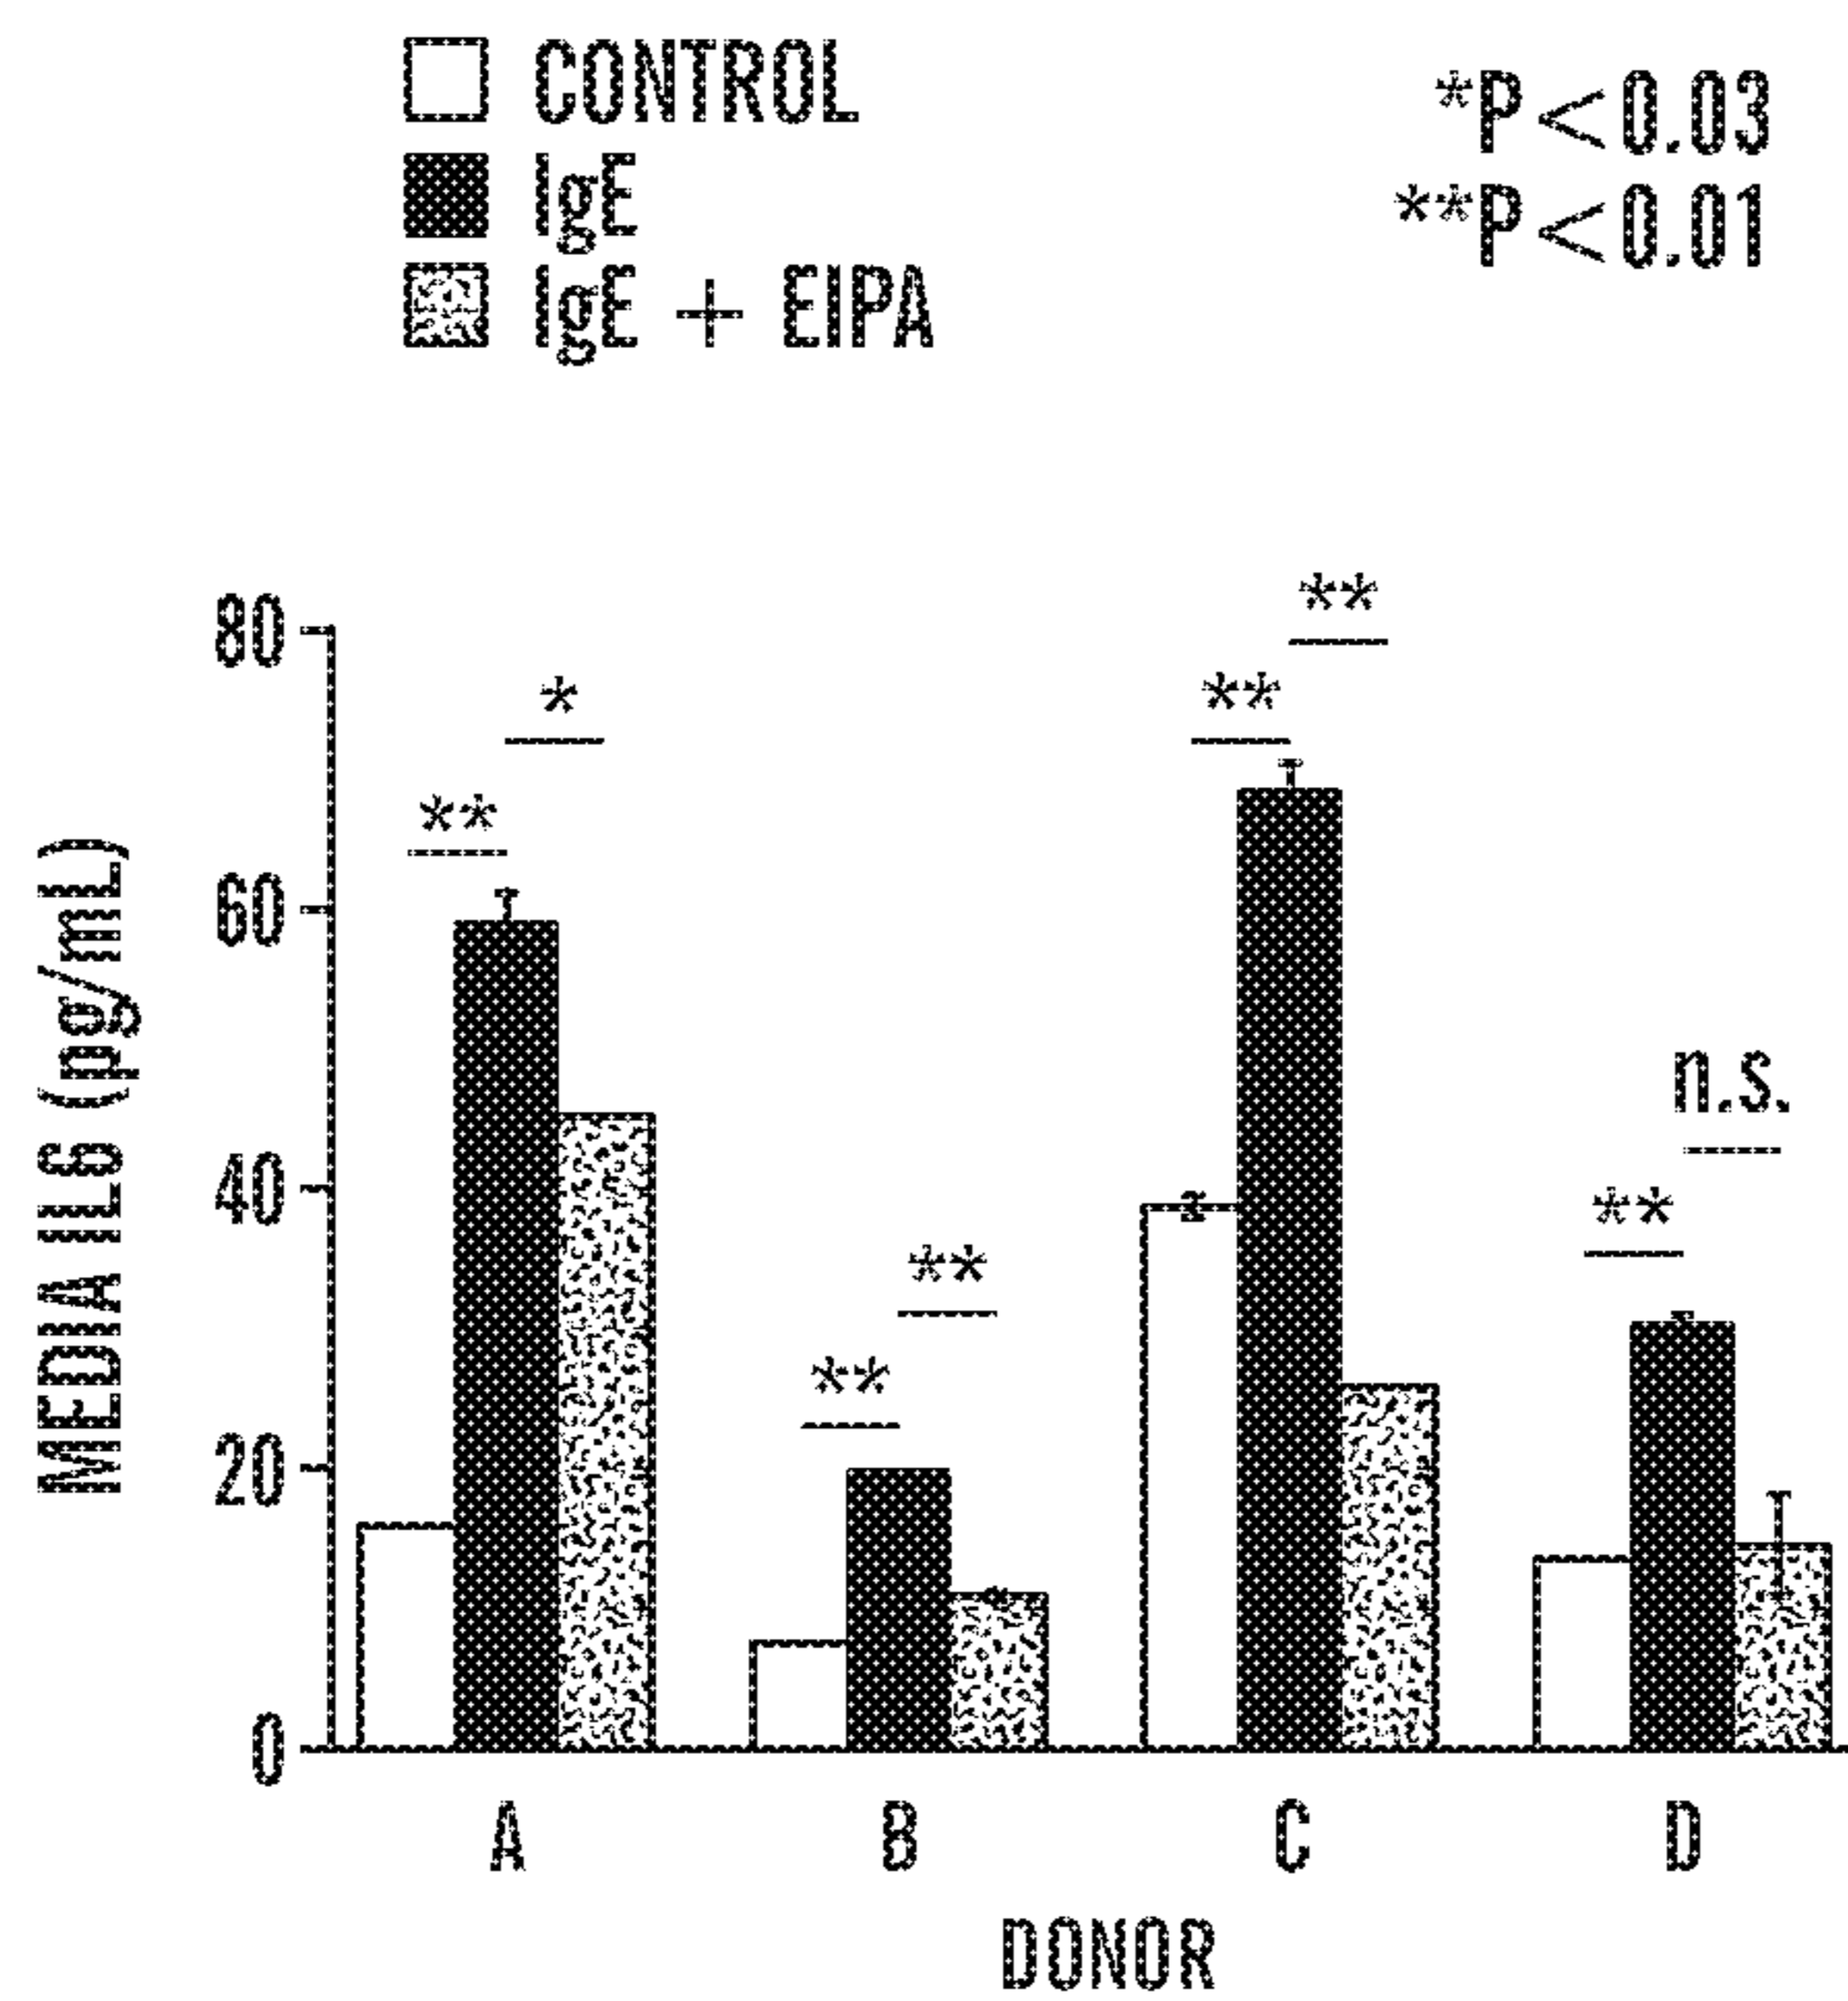 CONTROL
IgE
IgE + EIPA
*P<0.03
**P<0.01
MEDIA IL6 (pg/mL)
80
60
40
20
0
**
*
**
**
**
**
**
n.s.
A
B
C
D
DONOR